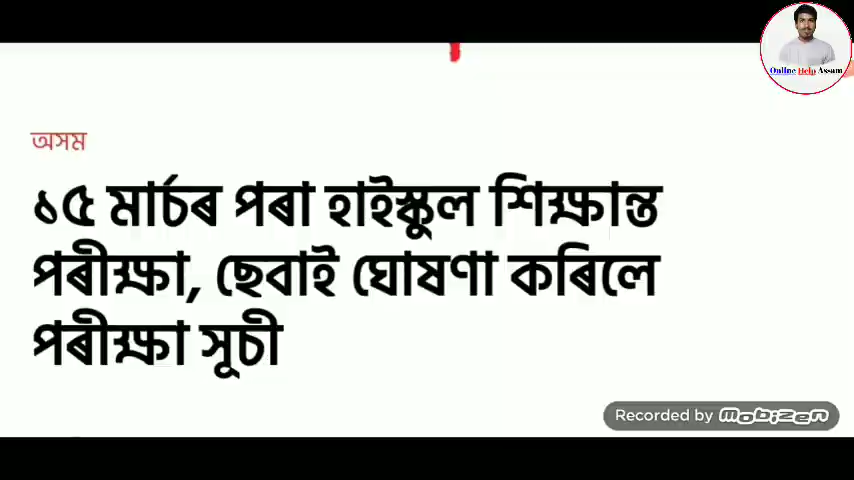 Online Help Assam
অসম
১৫ মাৰ্চৰ পৰা হাইস্কুল শিক্ষান্ত
পৰীক্ষা, ছেবাই ঘোষণা কৰিলে
পৰীক্ষা সূচী
Recorded by mobizen